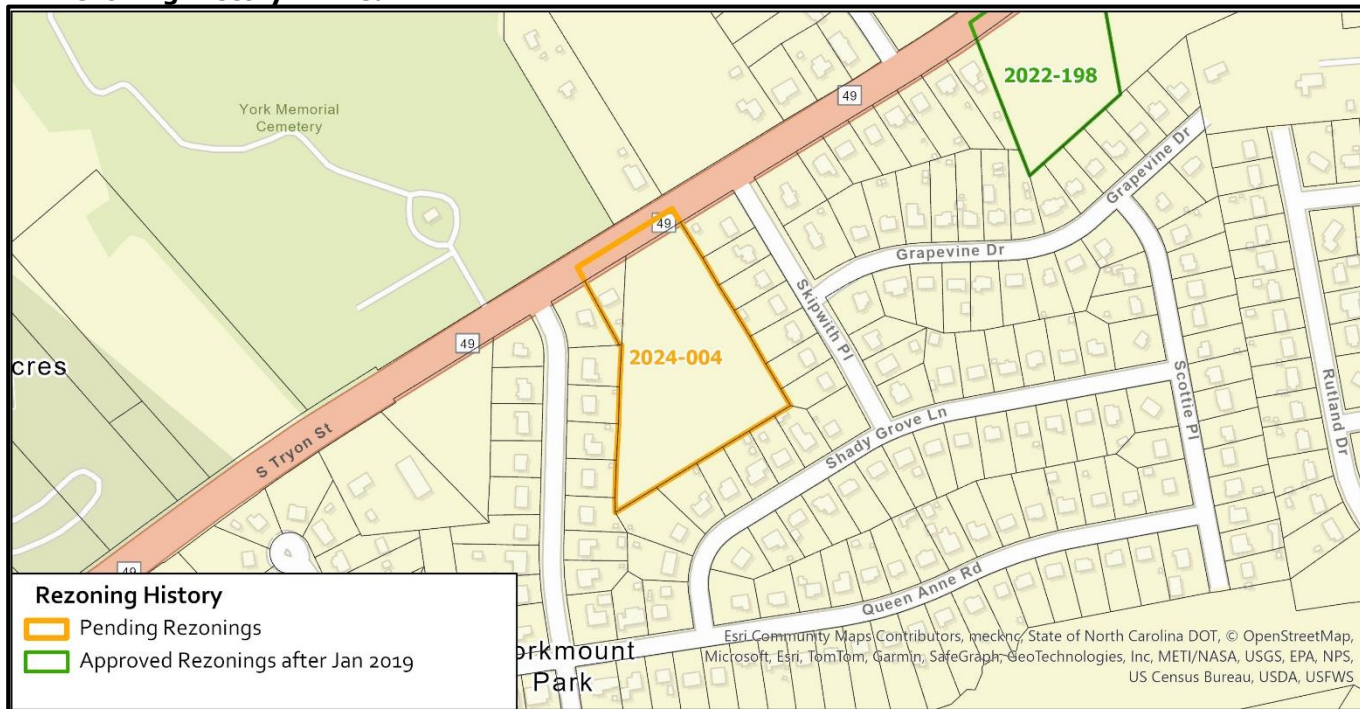 York Memorial
Cemetery
49
2022-198
Grapevine Dr
49
Grapevine Dr
Skipwith Pl
49
cres
2024-004
Scottie Pl
Rutland Dr
Shady Grove Ln
S Tryon St
49
Queen Anne Rd
Rezoning History
Pending Rezonings
Approved Rezonings after Jan 2019
orkmount
Park
Esri Community Maps Contributors, mecknc, State of North Carolina DOT, © OpenStreetMap,
Microsoft, Esri, TomTom, Garmin, SafeGraph, GeoTechnologies, Inc, METI/NASA, USGS, EPA, NPS,
US Census Bureau, USDA, USFWS